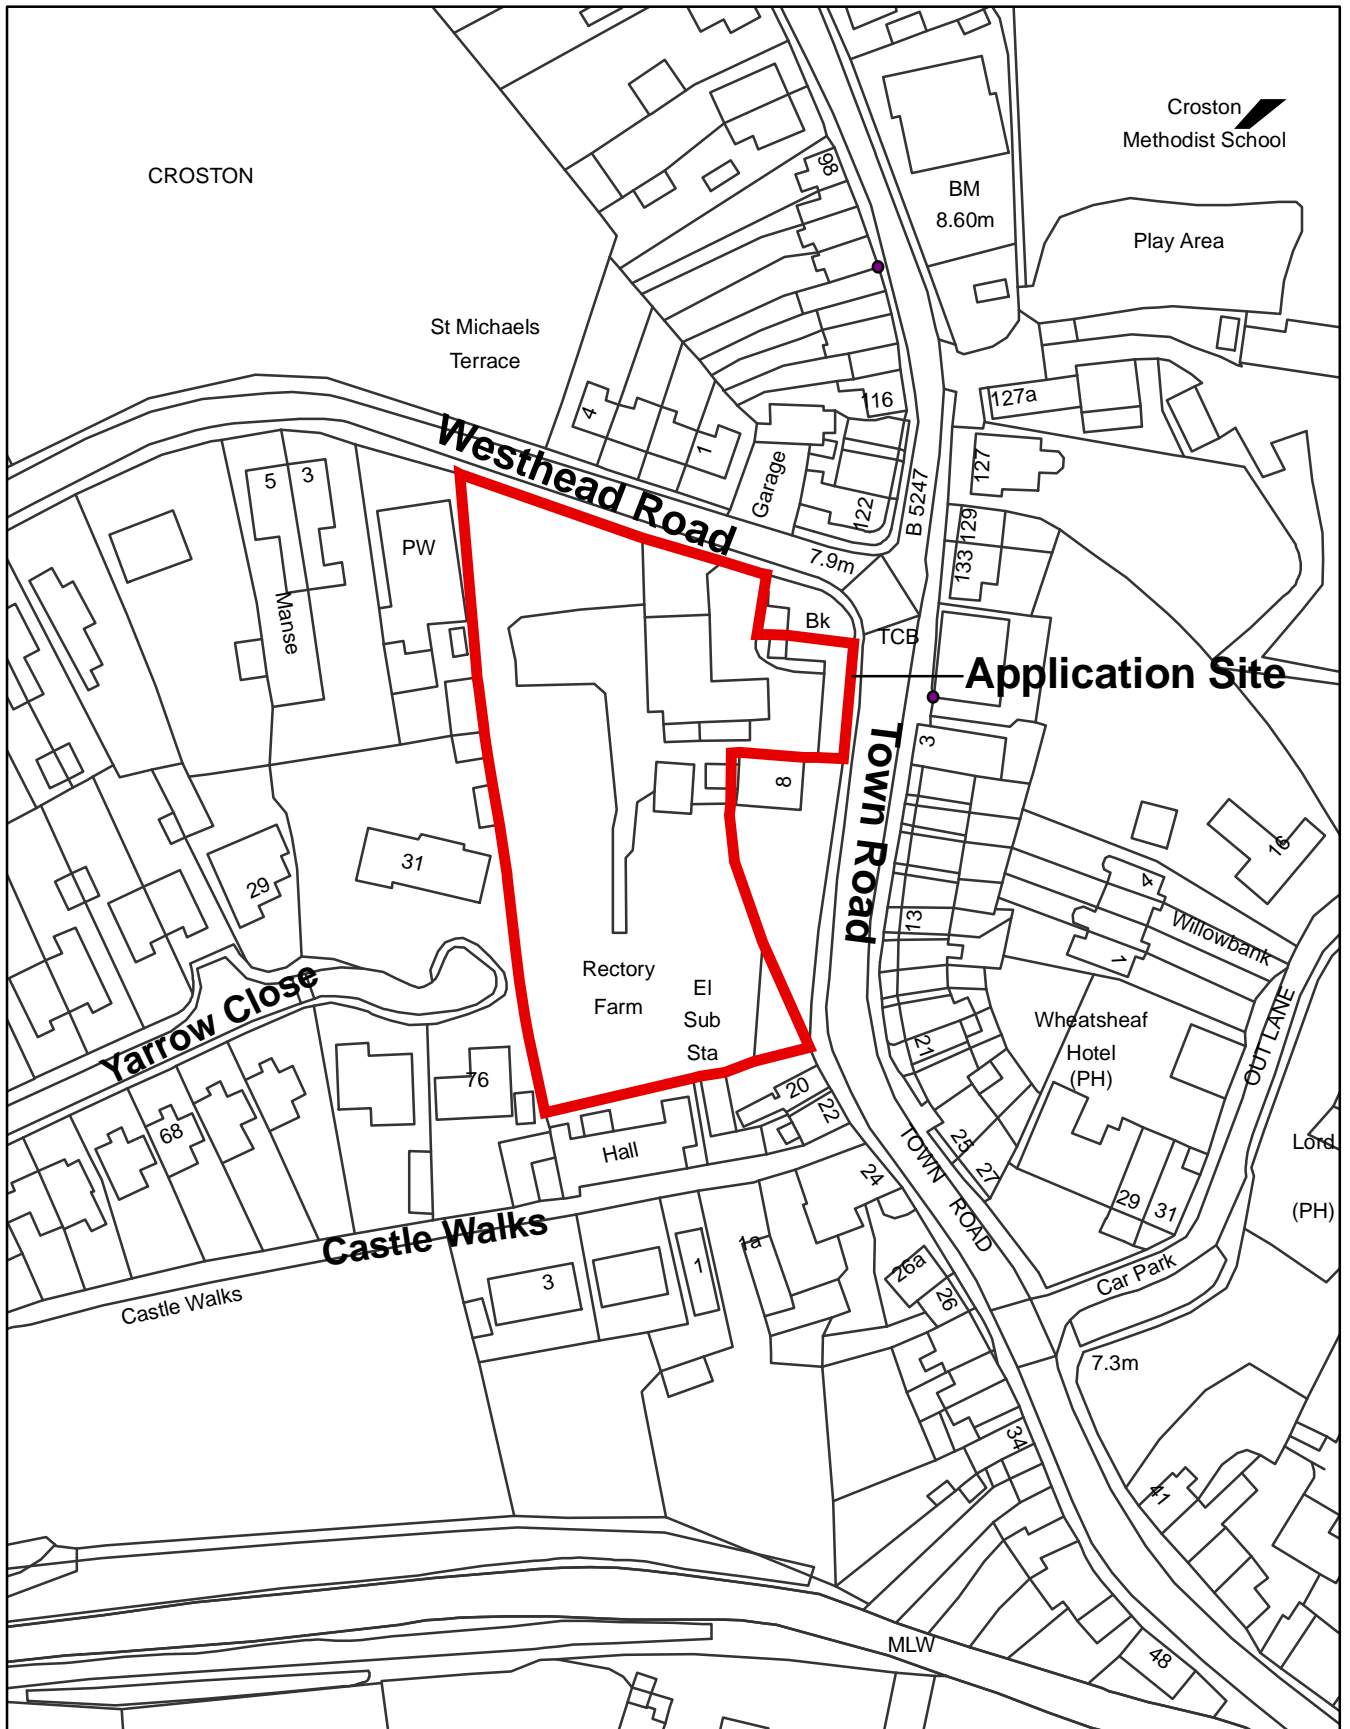 Croston
Methodist School
CROSTON
98
BM
8.60m
Play Area
St Michaels
Terrace
4
1
116
127a
Westhead Road
Garage
122
B 5247
127
129
133
5
3
PW
Manse
7.9m
Bk
TCB
Application Site
Town Road
3
8
31
29
16
4
1
Willowbank
13
Rectory
Farm
El
Sub
Sta
Yarrow Close
Wheatsheaf
Hotel
(PH)
OUT LANE
21
76
20
22
68
Hall
24
TOWN ROAD
25
27
29
31
Lord
(PH)
Castle Walks
Castle Walks
3
1
1a
26a
26
Car Park
7.3m
34
41
MLW
48